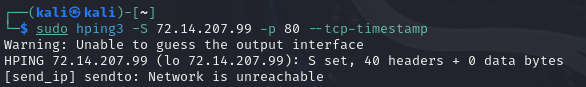 ┌──(kali㉿kali)-[~]
└─$ sudo hping3 -S 72.14.207.99 -p 80 --tcp-timestamp
Warning: Unable to guess the output interface
HPING 72.14.207.99 (lo 72.14.207.99): S set, 40 headers + 0 data bytes
[send_ip] sendto: Network is unreachable